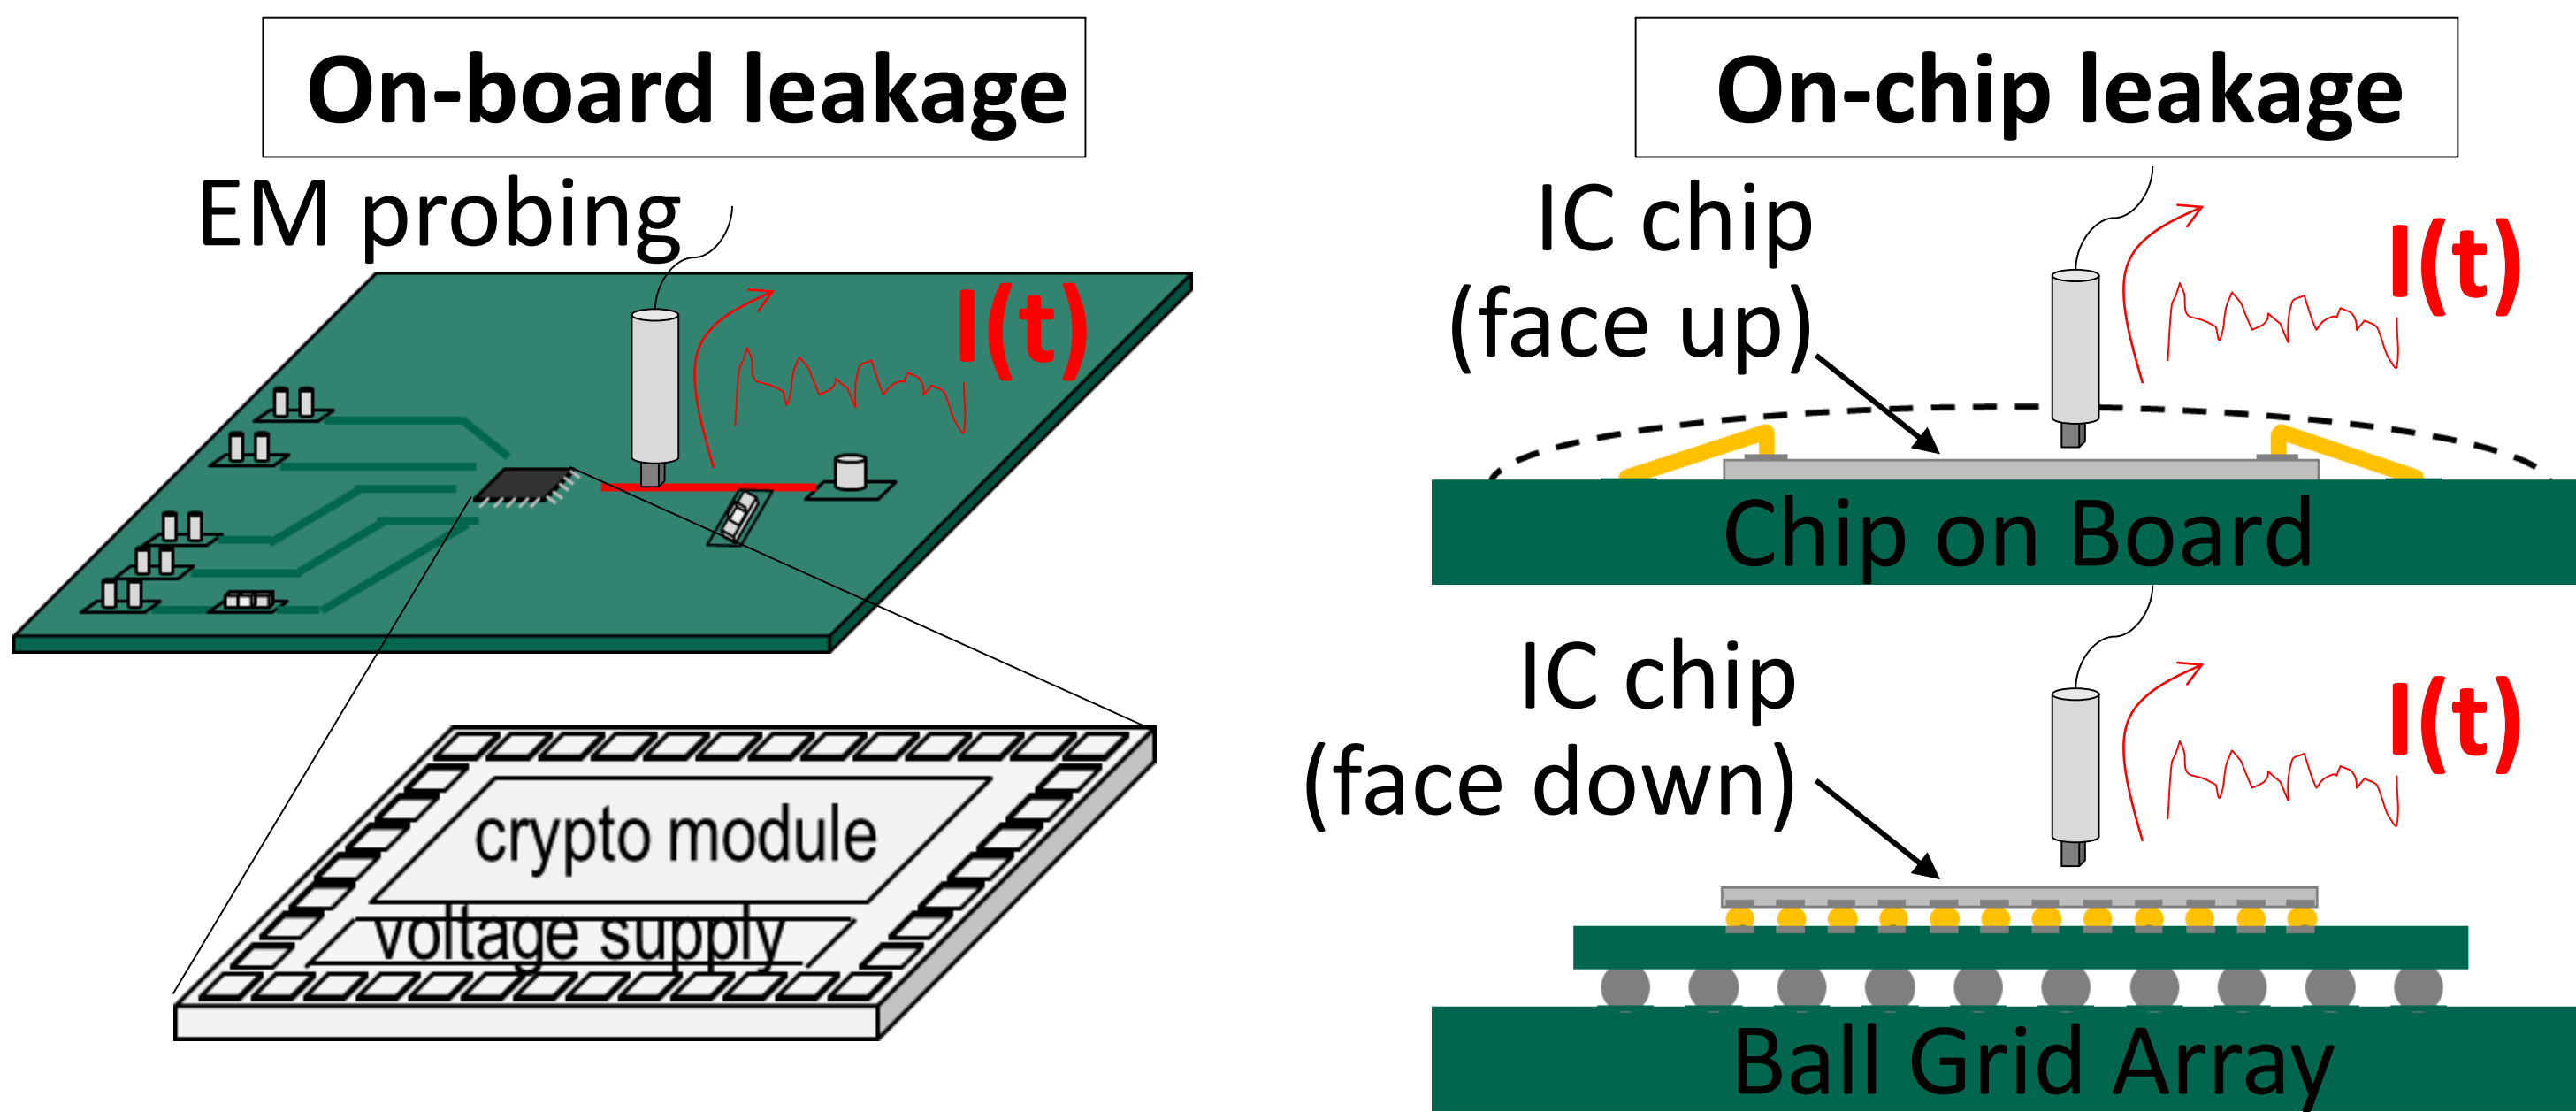 On-board leakage
EM probing
I(t)
crypto module
voltage supply
On-chip leakage
IC chip
(face up)
I(t)
Chip on Board
IC chip
(face down)
I(t)
Ball Grid Array